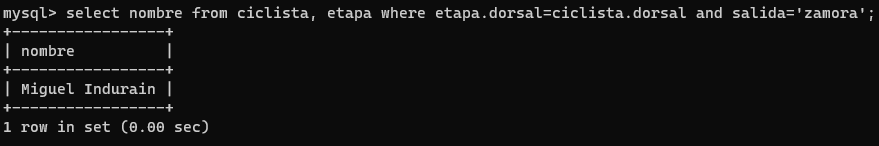 mysql> select nombre from ciclista, etapa where etapa.dorsal=ciclista.dorsal and salida='zamora';
+-----------------+
| nombre          |
+-----------------+
| Miguel Indurain |
+-----------------+
1 row in set (0.00 sec)